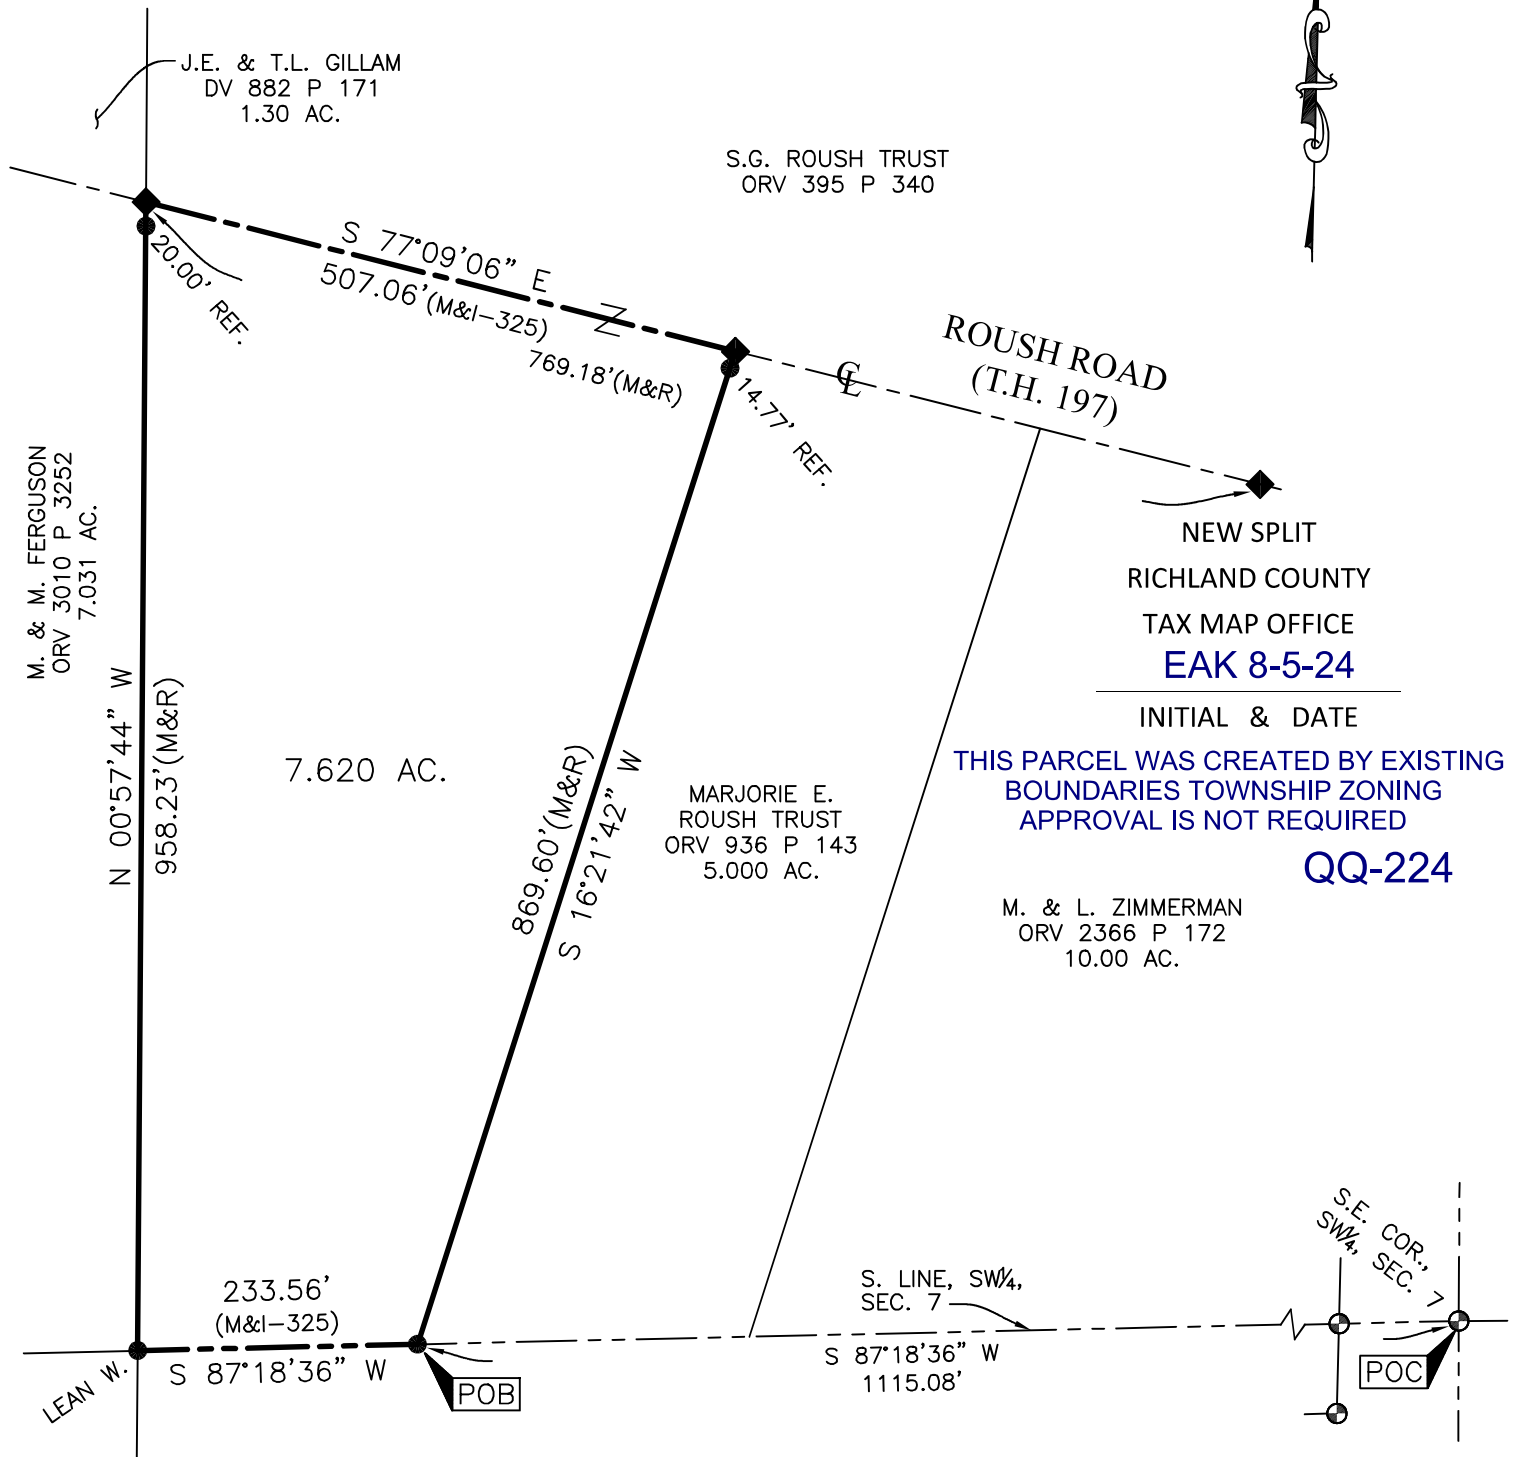 J.E. & T.L. GILLAM
DV 882 P 171
1.30 AC.
S.G. ROUSH TRUST
ORV 395 P 340
20.00' REF.
S 77°09'06" E
507.06'(M&I-325)
769.18'(M&R)
Z
14.77' REF.
℄
ROUSH ROAD
(T.H. 197)
M. & M. FERGUSON
ORV 3010 P 3252
7.031 AC.
NEW SPLIT
RICHLAND COUNTY
TAX MAP OFFICE
EAK 8-5-24
INITIAL & DATE
THIS PARCEL WAS CREATED BY EXISTING
BOUNDARIES TOWNSHIP ZONING
APPROVAL IS NOT REQUIRED
QQ-224
N 00°57'44" W
958.23'(M&R)
7.620 AC.
869.60'(M&R)
S 16°21'42" W
MARJORIE E.
ROUSH TRUST
ORV 936 P 143
5.000 AC.
M. & L. ZIMMERMAN
ORV 2366 P 172
10.00 AC.
S.E. COR.,
SW¼, SEC. 7
233.56'
(M&I-325)
S 87°18'36" W
LEAN W.
POB
S. LINE, SW¼,
SEC. 7
S 87°18'36" W
1115.08'
POC